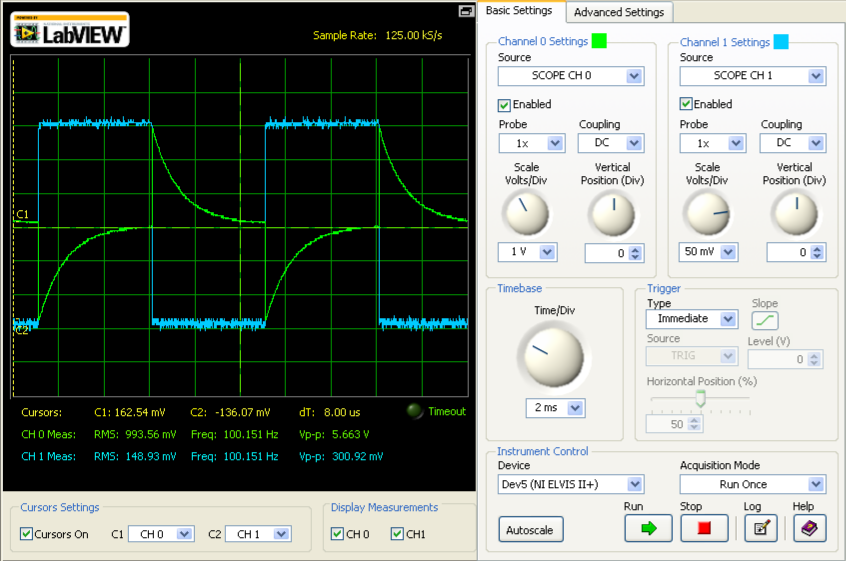 POWERED BY
NATIONAL INSTRUMENTS
LabVIEW
Sample Rate: 125.00 kS/s
C1
C2
Cursors: C1: 162.54 mV C2: -136.07 mV dT: 8.00 us Timeout
CH 0 Meas: RMS: 993.56 mV Freq: 100.151 Hz Vp-p: 5.663 V
CH 1 Meas: RMS: 148.93 mV Freq: 100.151 Hz Vp-p: 300.92 mV
Cursors Settings
Cursors On C1 CH 0 C2 CH 1
Display Measurements
CH 0 CH1
Basic Settings Advanced Settings
Channel 0 Settings
Source
SCOPE CH 0
Enabled
Probe Coupling
1x DC
Scale Vertical
Volts/Div Position (Div)
1 V 0
Channel 1 Settings
Source
SCOPE CH 1
Enabled
Probe Coupling
1x DC
Scale Vertical
Volts/Div Position (Div)
50 mV 0
Timebase
Time/Div
2 ms
Trigger
Type Slope
Immediate
Source Level (V)
TRIG 0
Horizontal Position (%)
50
Instrument Control
Device Acquisition Mode
Dev5 (NI ELVIS II+) Run Once
Run Stop Log Help
Autoscale